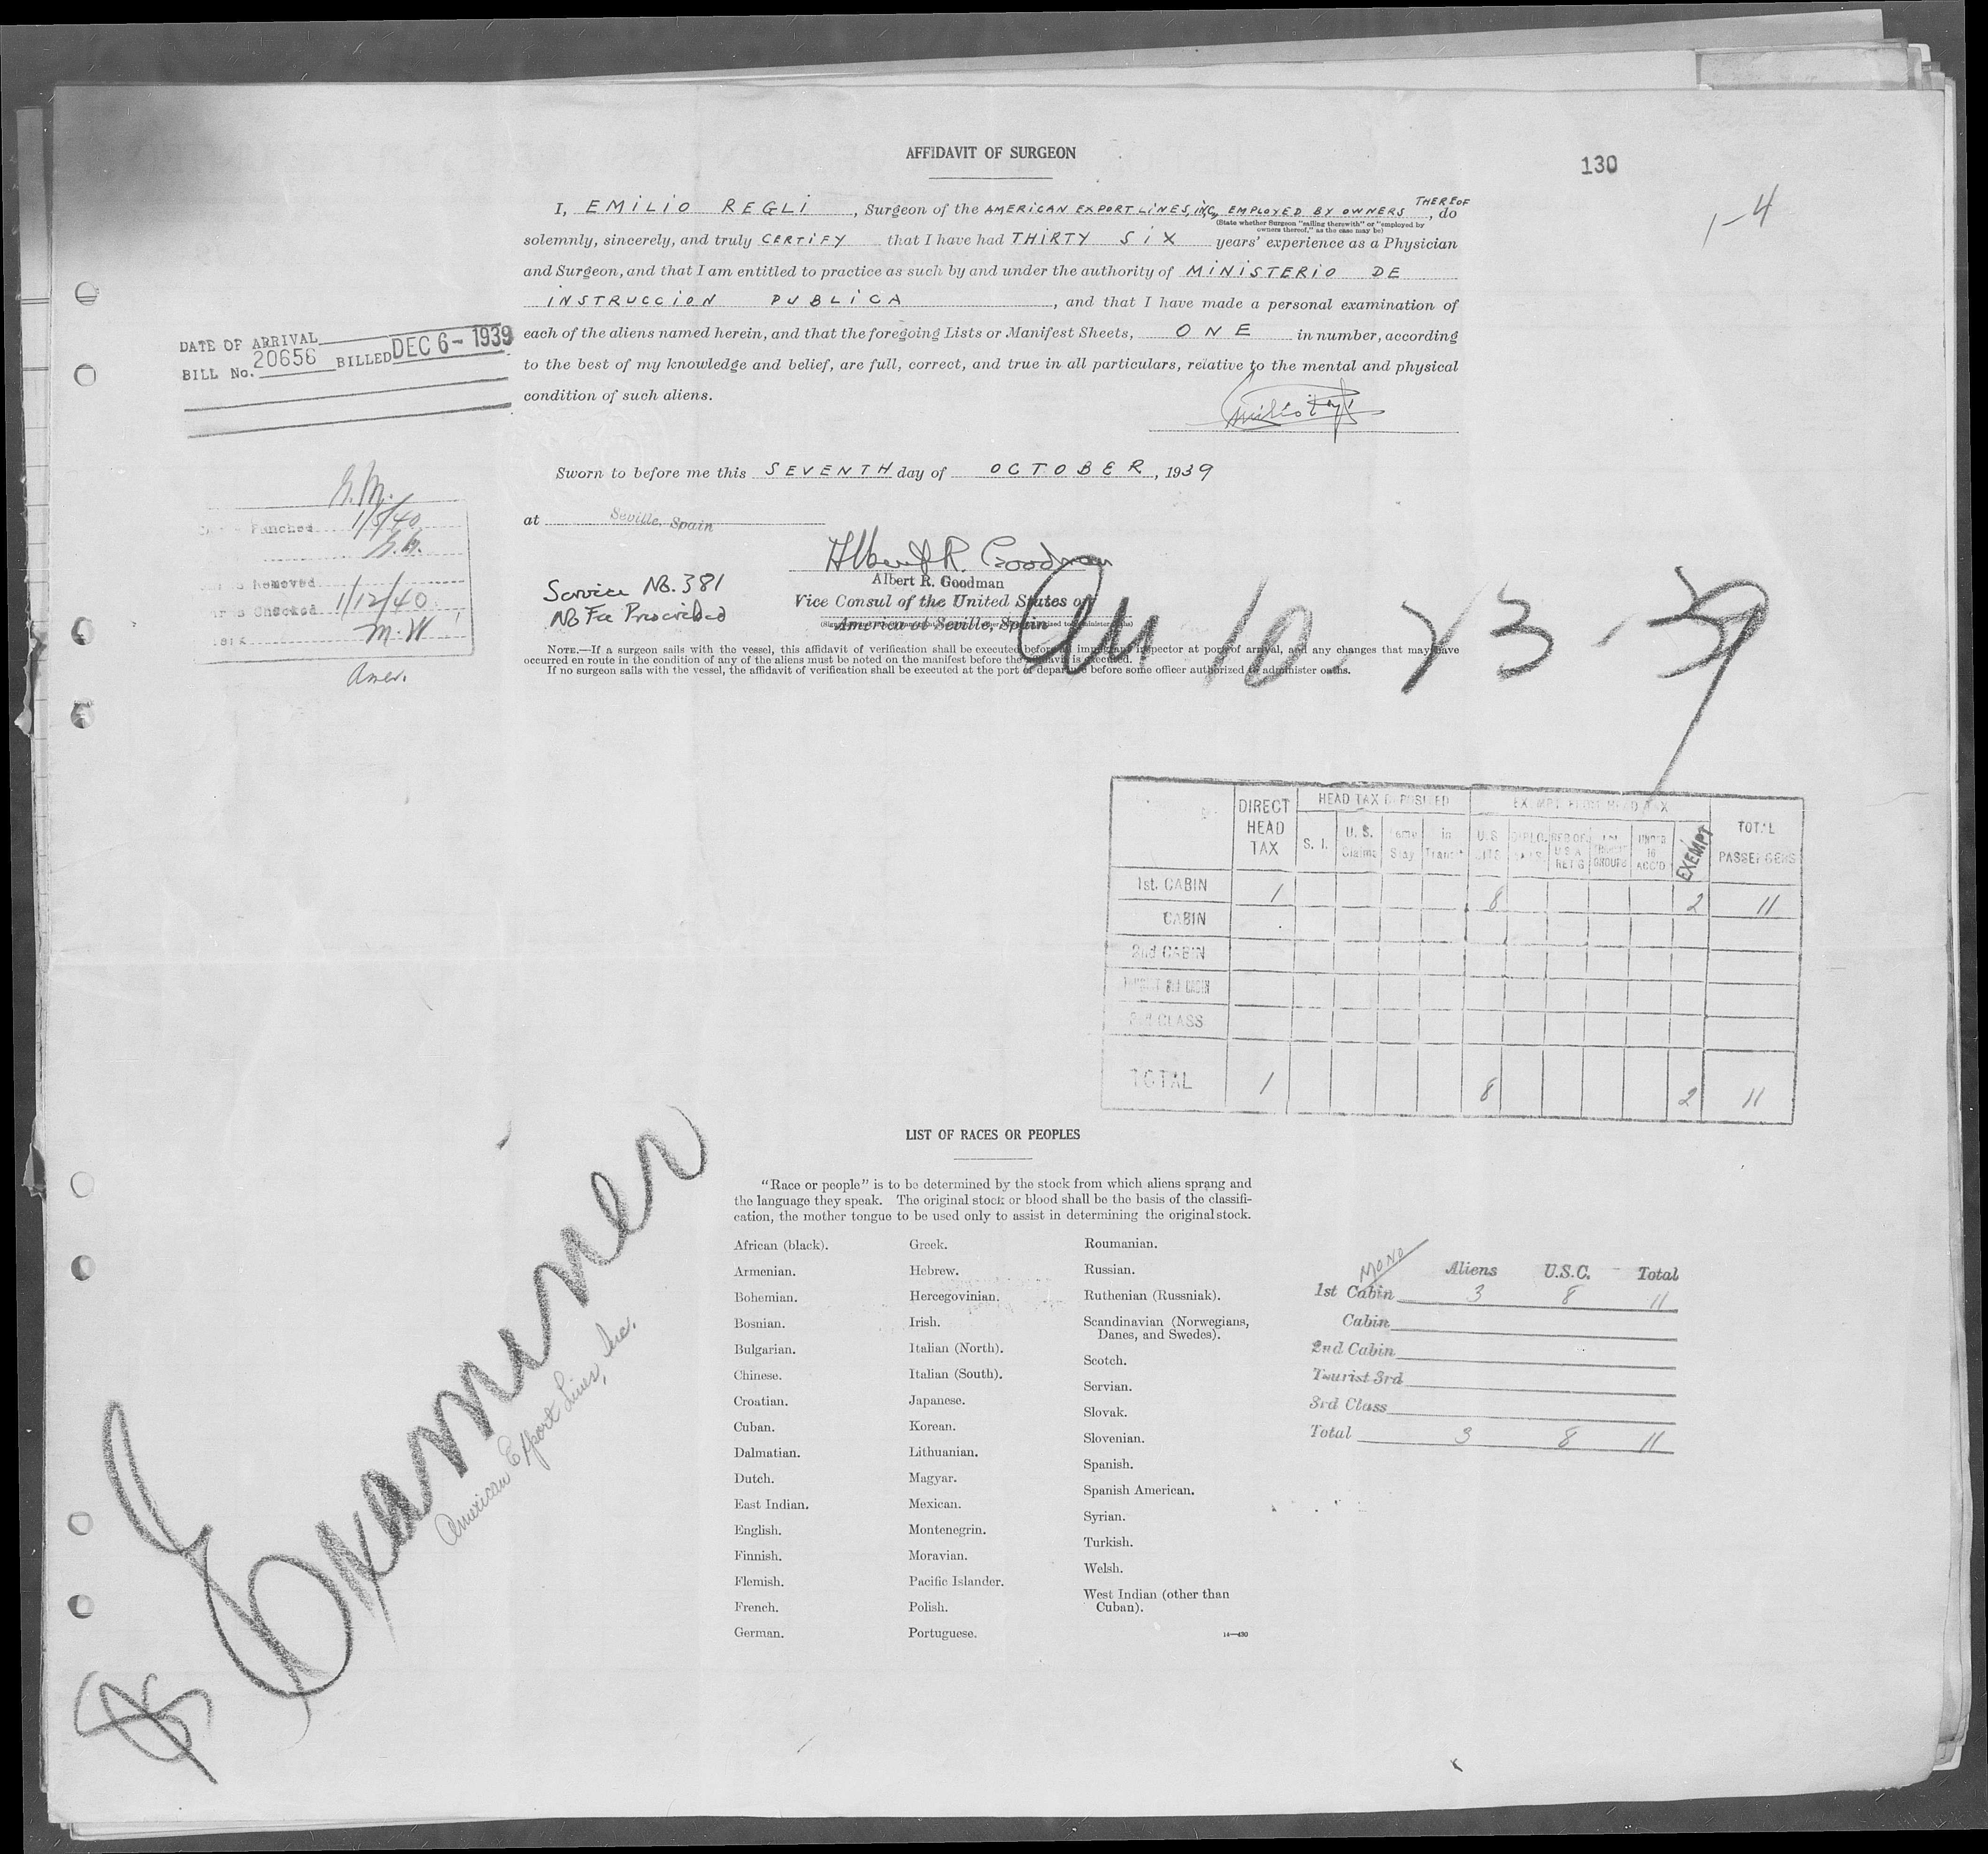 AFFIDAVIT OF SURGEON
130
1-4
I, EMILIO REGLI, Surgeon of the AMERICAN EXPORT LINES, INC, EMPLOYED BY OWNERS THEREOF, do
(State whether Surgeon "sailing therewith" or "employed by
owners thereof," as the case may be)
solemnly, sincerely, and truly CERTIFY that I have had THIRTY SIX years' experience as a Physician
and Surgeon, and that I am entitled to practice as such by and under the authority of MINISTERIO DE
INSTRUCCION PUBLICA, and that I have made a personal examination of
each of the aliens named herein, and that the foregoing Lists or Manifest Sheets, ONE in number, according
to the best of my knowledge and belief, are full, correct, and true in all particulars, relative to the mental and physical
condition of such aliens.
DATE OF ARRIVAL
BILL No. 20656 BILLED DEC 6- 1939
Sworn to before me this SEVENTH day of OCTOBER, 1939
at Seville, Spain
Albert R. Goodman
Albert R. Goodman
Vice Consul of the United States of
America at Seville, Spain
Service No. 381
No Fee Prescribed
Punched 1/5/40
Removed
Checked 1/12/40
M.W.
Amer.
10-23-39
NOTE.—If a surgeon sails with the vessel, this affidavit of verification shall be executed before an immigrant inspector at port of arrival, and any changes that may have
occurred en route in the condition of any of the aliens must be noted on the manifest before the affidavit is executed.
If no surgeon sails with the vessel, the affidavit of verification shall be executed at the port of departure before some officer authorized to administer oaths.
DIRECT HEAD TAX
HEAD TAX DEPOSITED
EXEMPT FROM HEAD TAX
TOTAL PASSENGERS
S. I.
U. S. Claims
Temp Stay
in Transit
U.S. CITS
EXEMPT
UNDER 16 ACC'D
1st. CABIN 1 8 2 11
CABIN
2nd CABIN
3rd CLASS
TOTAL 1 8 2 11
LIST OF RACES OR PEOPLES
"Race or people" is to be determined by the stock from which aliens sprang and
the language they speak. The original stock or blood shall be the basis of the classifi-
cation, the mother tongue to be used only to assist in determining the original stock.
African (black).
Armenian.
Bohemian.
Bosnian.
Bulgarian.
Chinese.
Croatian.
Cuban.
Dalmatian.
Dutch.
East Indian.
English.
Finnish.
Flemish.
French.
German.
Greek.
Hebrew.
Hercegovinian.
Irish.
Italian (North).
Italian (South).
Japanese.
Korean.
Lithuanian.
Magyar.
Mexican.
Montenegrin.
Moravian.
Pacific Islander.
Polish.
Portuguese.
Roumanian.
Russian.
Ruthenian (Russniak).
Scandinavian (Norwegians,
Danes, and Swedes).
Scotch.
Servian.
Slovak.
Slovenian.
Spanish.
Spanish American.
Syrian.
Turkish.
Welsh.
West Indian (other than
Cuban).
14—430
MONO
Aliens U.S.C. Total
1st Cabin 3 8 11
Cabin
2nd Cabin
Tourist 3rd
3rd Class
Total 3 8 11
SS Examiner
American Export Lines, Inc.